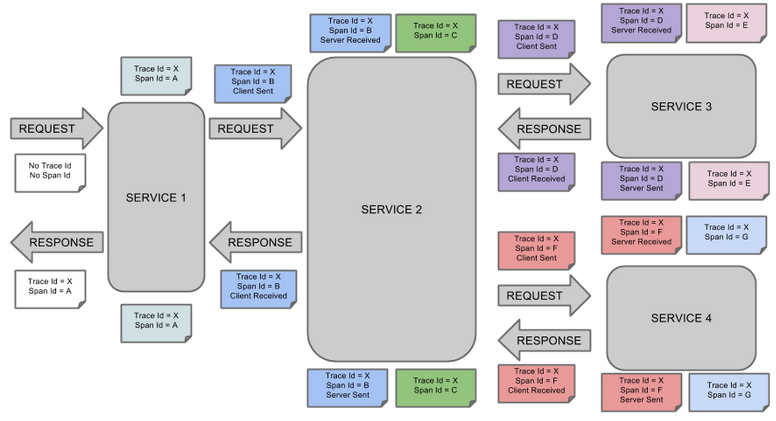 Trace Id = X
Span Id = A
REQUEST
No Trace Id
No Span Id
SERVICE 1
RESPONSE
Trace Id = X
Span Id = A
Trace Id = X
Span Id = A
Trace Id = X
Span Id = B
Client Sent
REQUEST
RESPONSE
Trace Id = X
Span Id = B
Client Received
Trace Id = X
Span Id = B
Server Received
Trace Id = X
Span Id = C
SERVICE 2
Trace Id = X
Span Id = B
Server Sent
Trace Id = X
Span Id = C
Trace Id = X
Span Id = D
Client Sent
REQUEST
RESPONSE
Trace Id = X
Span Id = D
Client Received
Trace Id = X
Span Id = D
Server Received
Trace Id = X
Span Id = E
SERVICE 3
Trace Id = X
Span Id = D
Server Sent
Trace Id = X
Span Id = E
Trace Id = X
Span Id = F
Client Sent
REQUEST
RESPONSE
Trace Id = X
Span Id = F
Client Received
Trace Id = X
Span Id = F
Server Received
Trace Id = X
Span Id = G
SERVICE 4
Trace Id = X
Span Id = F
Server Sent
Trace Id = X
Span Id = G